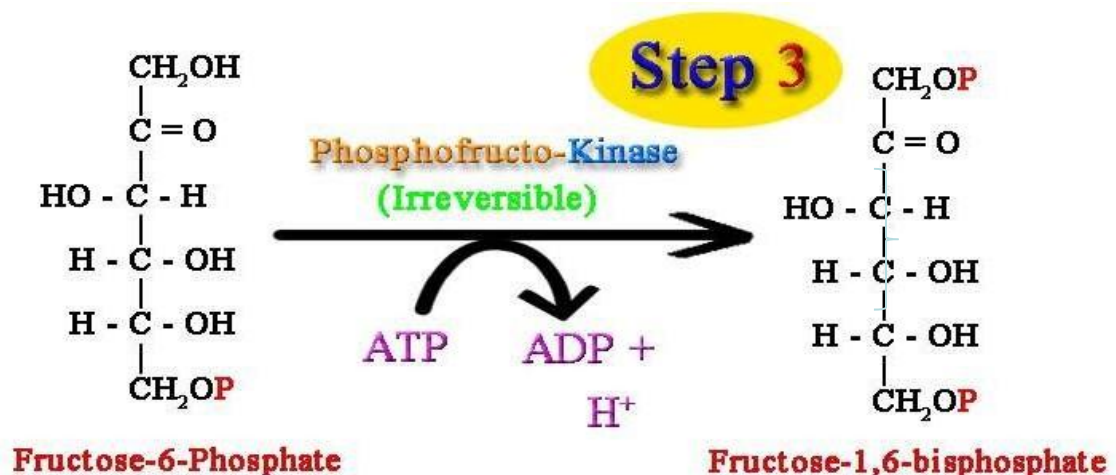 Step 3
CH₂OH
C = O
HO - C - H
H - C - OH
H - C - OH
CH₂OP
Fructose-6-Phosphate
Phosphofructo-Kinase
(Irreversible)
ATP
ADP +
H⁺
CH₂OP
C = O
HO - C - H
H - C - OH
H - C - OH
CH₂OP
Fructose-1,6-bisphosphate